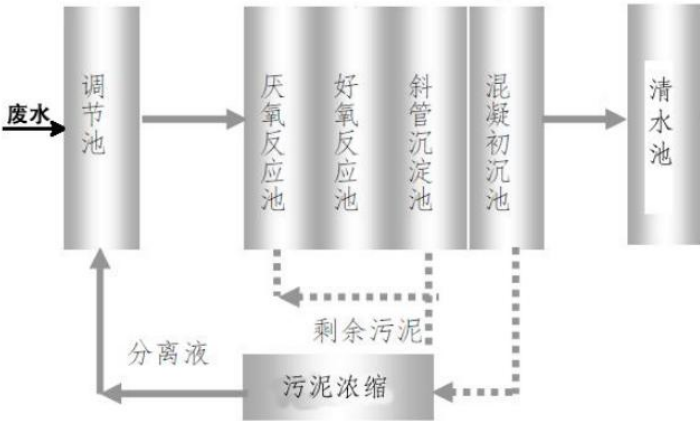 废水
调节池
厌氧反应池
好氧反应池
斜管沉淀池
混凝初沉池
清水池
剩余污泥
分离液
污泥浓缩